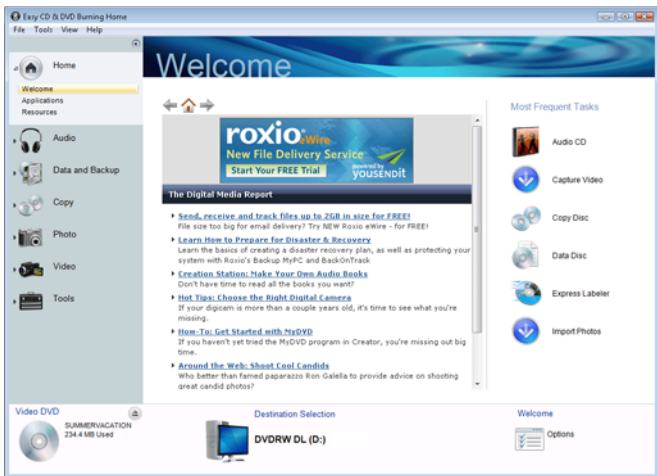 Easy CD & DVD Burning Home
File Tools View Help
Home
Welcome
Applications
Resources
Audio
Data and Backup
Copy
Photo
Video
Tools
Welcome
roxio eWire
New File Delivery Service
Start Your FREE Trial
powered by
YOUSENDIT
The Digital Media Report
Send, receive and track files up to 2GB in size for FREE!
File size too big for email delivery? Try NEW Roxio eWire - for FREE!
Learn How to Prepare for Disaster & Recovery
Learn the basics of creating a disaster recovery plan, as well as protecting your
system with Roxio's Backup MyPC and BackOnTrack
Creation Station: Make Your Own Audio Books
Don't have time to read all the books you want?
Hot Tips: Choose the Right Digital Camera
If your digicam is more than a couple years old, it's time to see what you're
missing.
How-To: Get Started with MyDVD
If you haven't yet tried the MyDVD program in Creator, you're missing out big
time.
Around the Web: Shoot Cool Candids
Who better than famed paparazzo Ron Galella to provide advice on shooting
great candid photos?
Most Frequent Tasks
Audio CD
Capture Video
Copy Disc
Data Disc
Express Labeler
Import Photos
Video DVD
SUMMERVACATION
234.4 MB Used
Destination Selection
DVDRW DL (D:)
Welcome
Options